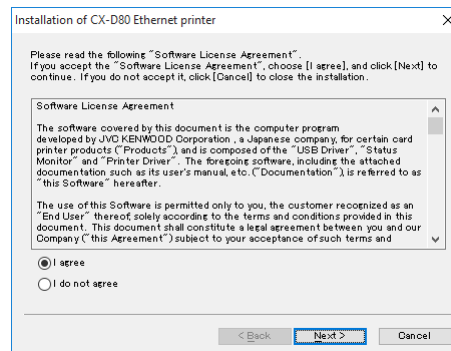 Installation of CX-D80 Ethernet printer
Please read the following "Software License Agreement".
If you accept the "Software License Agreement", choose [I agree], and click [Next] to
continue. If you do not accept it, click [Cancel] to close the installation.
Software License Agreement
The software covered by this document is the computer program
developed by JVC KENWOOD Corporation , a Japanese company, for certain card
printer products ("Products"), and is composed of the "USB Driver", "Status
Monitor" and "Printer Driver". The foregoing software, including the attached
documentation such as its user's manual, etc. ("Documentation"), is referred to as
"this Software" hereafter.
The use of this Software is permitted only to you, the customer recognized as an
"End User" thereof, solely according to the terms and conditions provided in this
document. This document shall constitute a legal agreement between you and our
Company ("this Agreement") subject to your acceptance of such terms and
I agree
I do not agree
< Back
Next >
Cancel